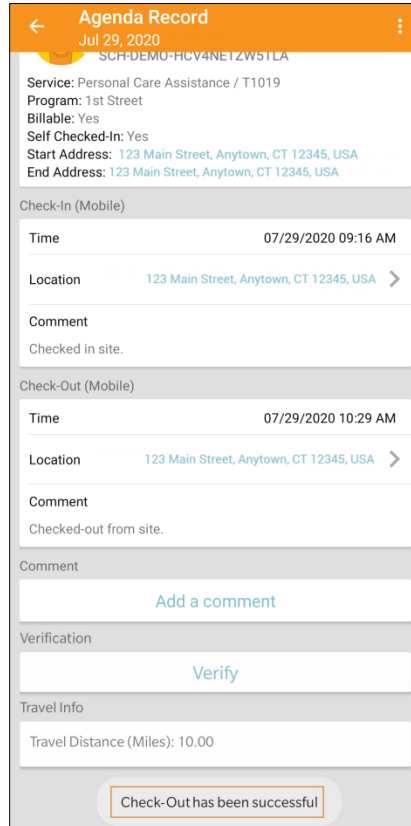 Agenda Record
Jul 29, 2020
SCH-DEMO-HCV4NETZW5TLA
Service: Personal Care Assistance / T1019
Program: 1st Street
Billable: Yes
Self Checked-In: Yes
Start Address: 123 Main Street, Anytown, CT 12345, USA
End Address: 123 Main Street, Anytown, CT 12345, USA
Check-In (Mobile)
Time 07/29/2020 09:16 AM
Location 123 Main Street, Anytown, CT 12345, USA
Comment
Checked in site.
Check-Out (Mobile)
Time 07/29/2020 10:29 AM
Location 123 Main Street, Anytown, CT 12345, USA
Comment
Checked-out from site.
Comment
Add a comment
Verification
Verify
Travel Info
Travel Distance (Miles): 10.00
Check-Out has been successful